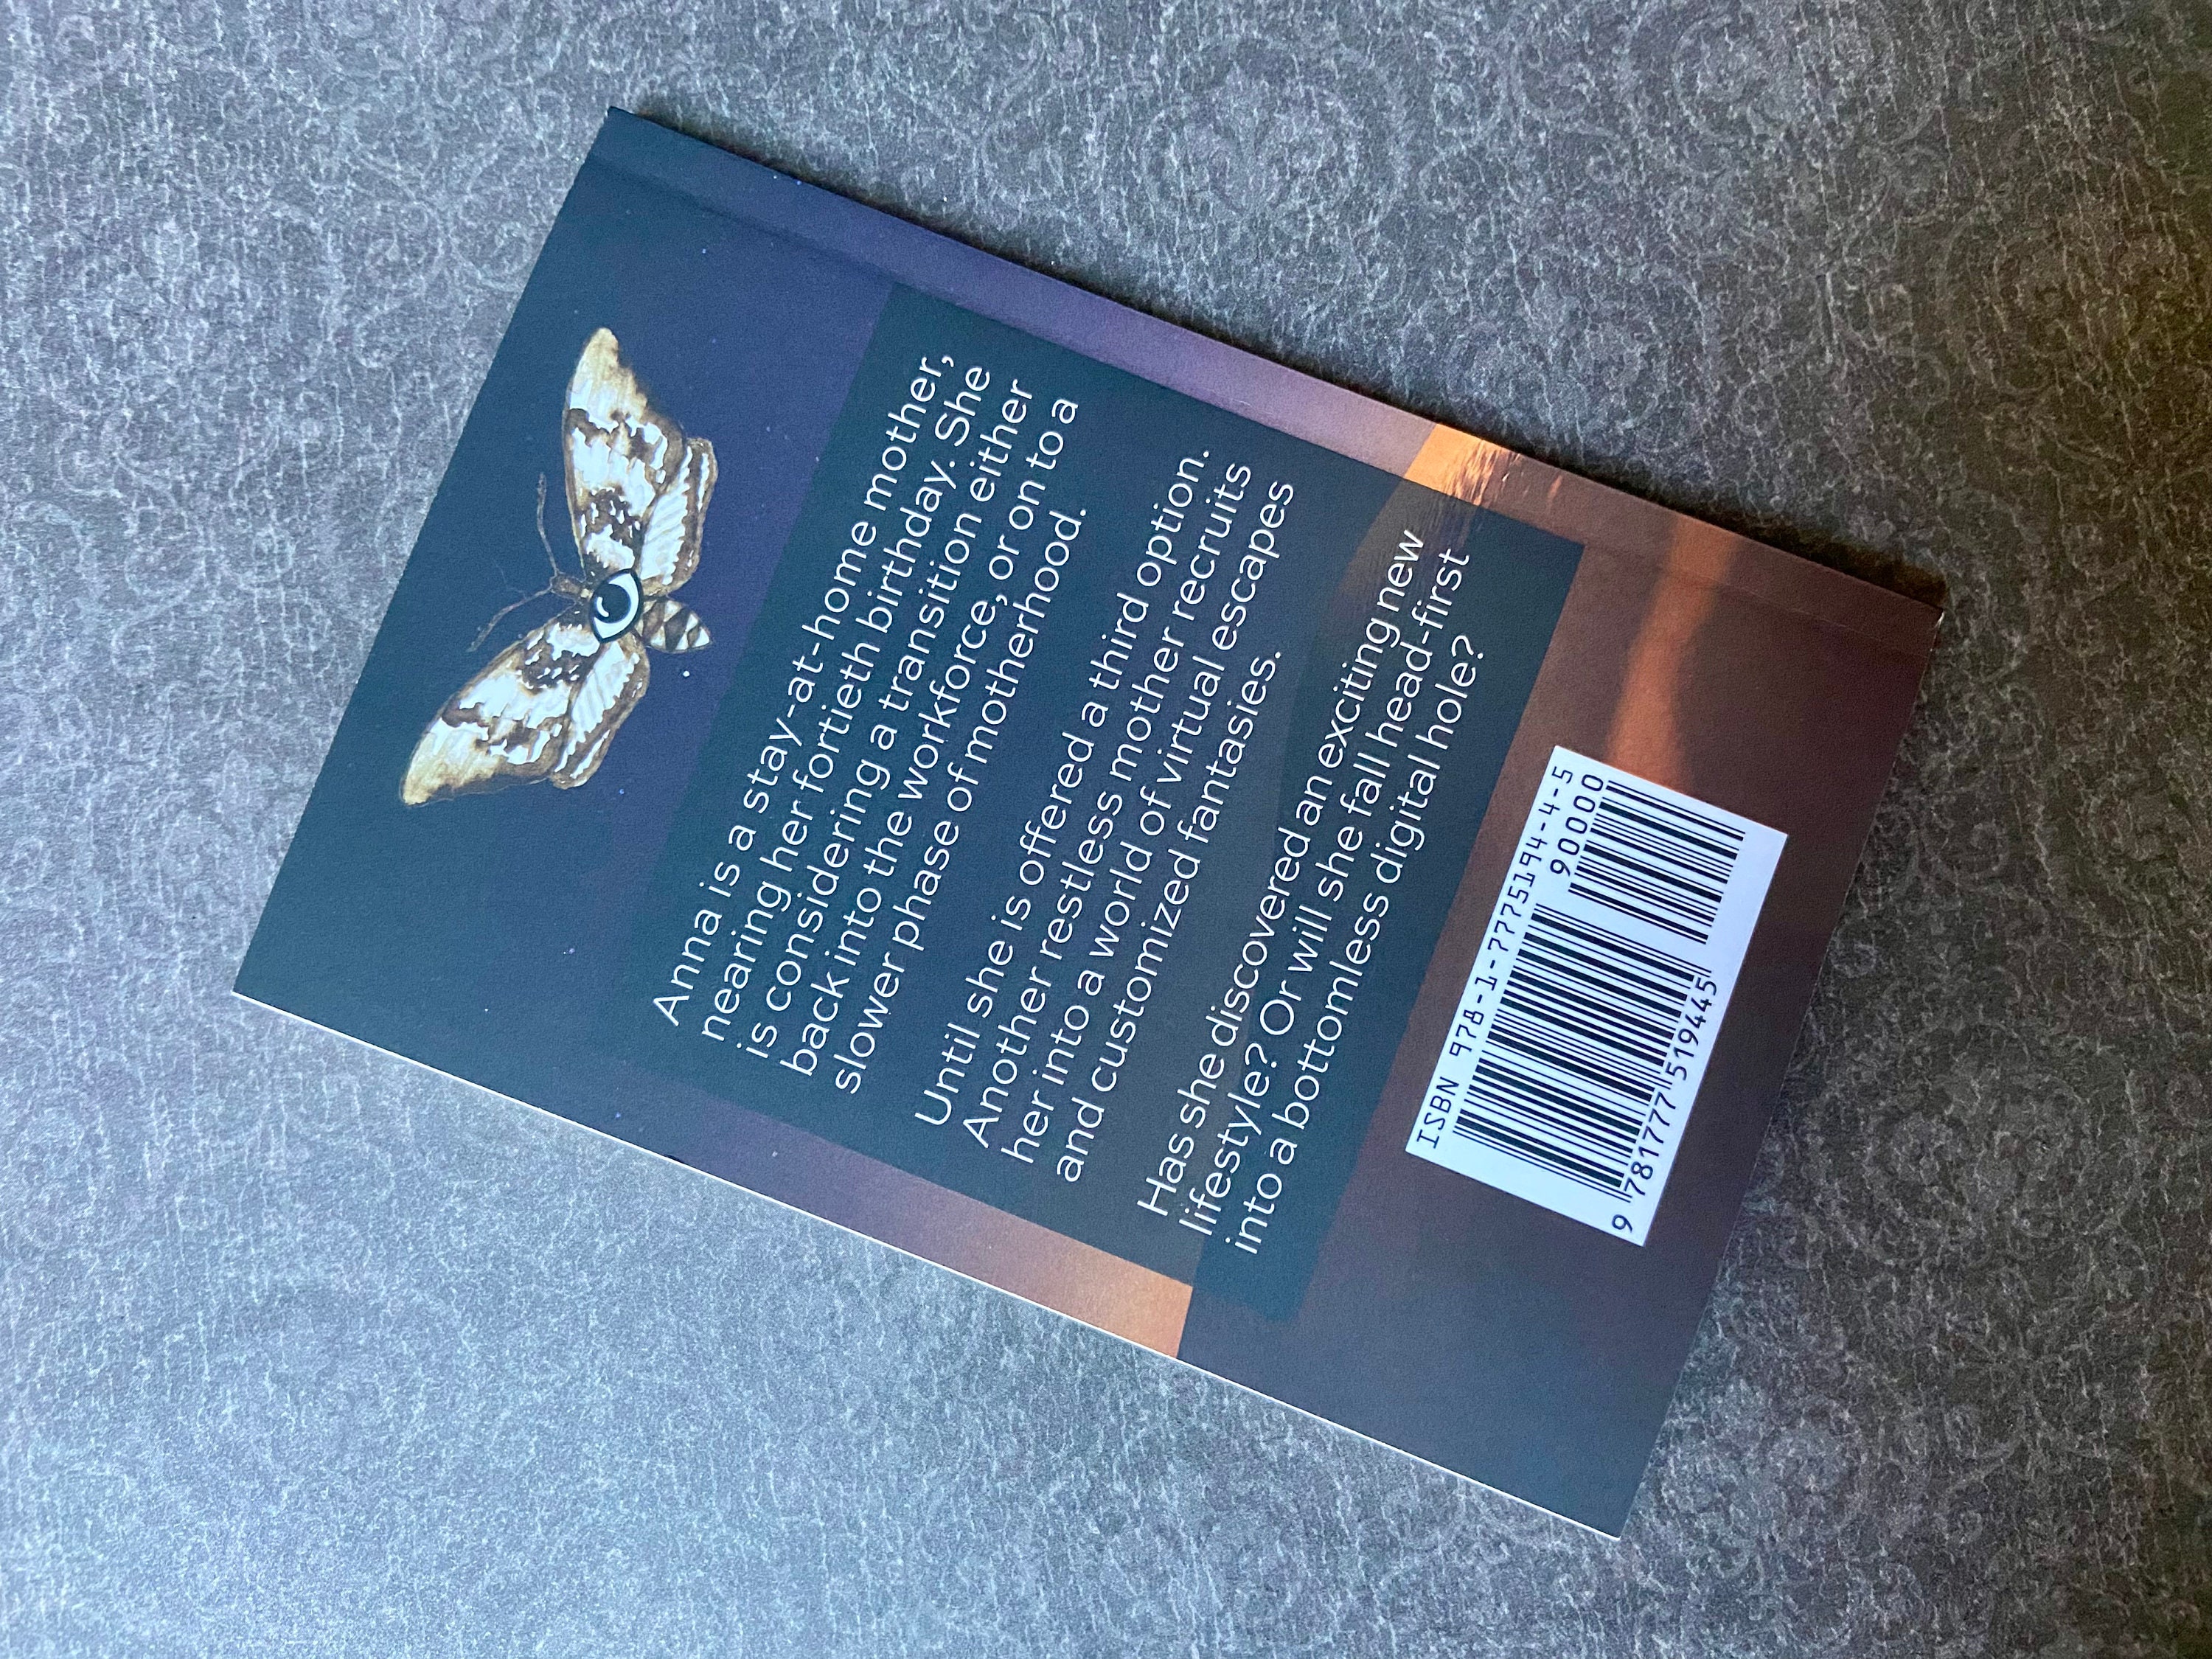 Anna is a stay-at-home mother,
nearing her fortieth birthday. She
is considering a transition either
back into the workforce, or on to a
slower phase of motherhood.
Until she is offered a third option.
Another restless mother recruits
her into a world of virtual escapes
and customized fantasies.
Has she discovered an exciting new
lifestyle? Or will she fall head-first
into a bottomless digital hole?
ISBN 978-1-7775194-4-5
90000
9 781777 519445